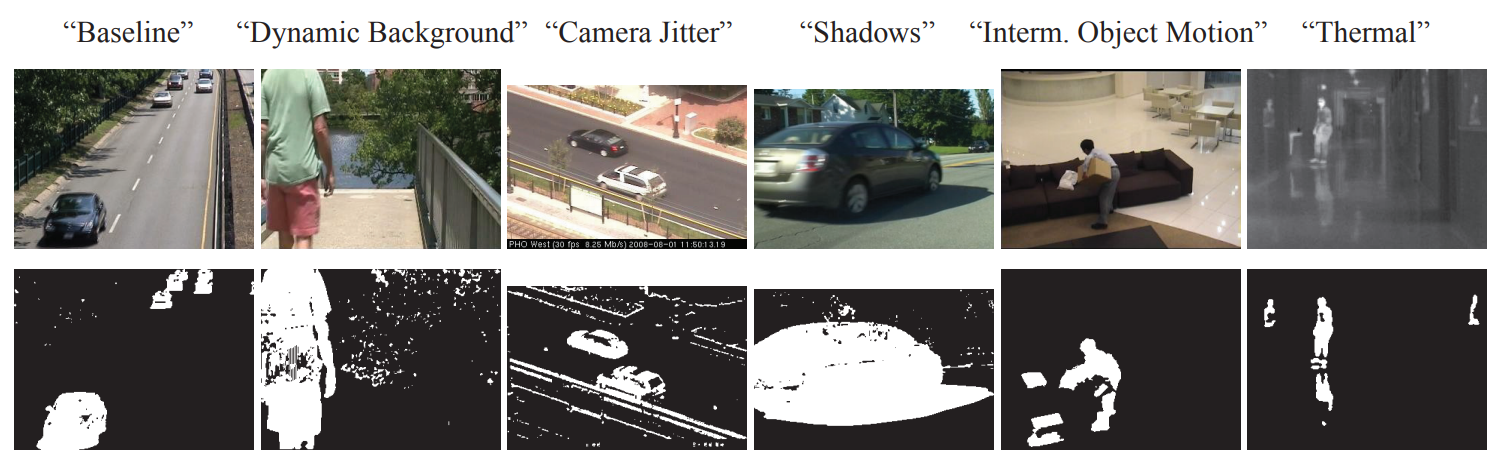 “Baseline” “Dynamic Background” “Camera Jitter” “Shadows” “Interm. Object Motion” “Thermal”
PHO West (30 fps 8.25 Mb/s) 2008-08-01 11:50:13.19